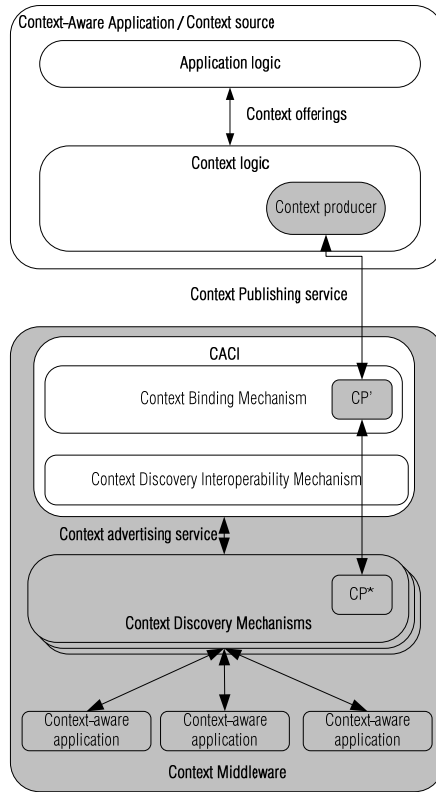 Context-Aware Application / Context source
Application logic
Context offerings
Context logic
Context producer
Context Publishing service
CACI
Context Binding Mechanism
CP'
Context Discovery Interoperability Mechanism
Context advertising service
CP*
Context Discovery Mechanisms
Context-aware
application
Context-aware
application
Context-aware
application
Context Middleware